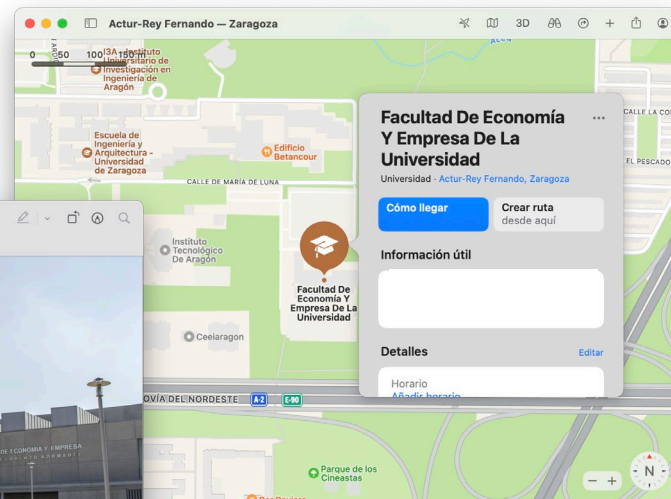 Actur-Rey Fernando — Zaragoza
3D
0 50 100 150 m
I3A - Instituto
Universitario de
Investigación en
Ingeniería de
Aragón
Escuela de
Ingeniería y
Arquitectura -
Universidad
de Zaragoza
Edificio
Betancour
CALLE DE MARÍA DE LUNA
Instituto
Tecnológico
De Aragón
Facultad De
Economía Y
Empresa De La
Universidad
Ceeiaragon
OVÍA DEL NORDESTE
A-2
E-90
Parque de los
Cineastas
Facultad De Economía
Y Empresa De La
Universidad
Universidad · Actur-Rey Fernando, Zaragoza
Cómo llegar
Crear ruta
desde aquí
Información útil
Detalles
Editar
Horario
Añadir horario
CALLE LA CO
EL PESCADO
N
DE ECONOMIA Y EMPRESA